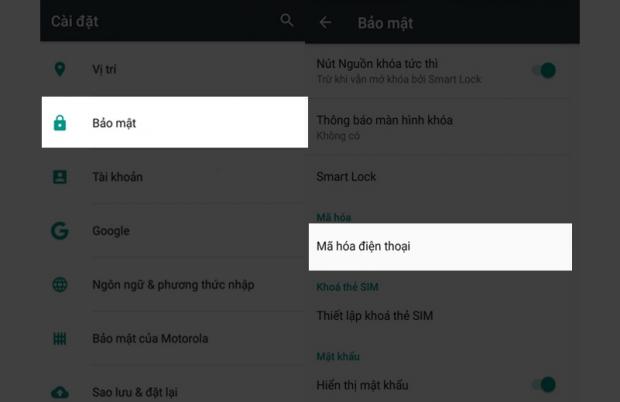 Cài đặt
Vị trí
Bảo mật
Tài khoản
Google
Ngôn ngữ & phương thức nhập
Bảo mật của Motorola
Sao lưu & đặt lại
Bảo mật
Nút Nguồn khóa tức thì
Trừ khi vẫn mở khóa bởi Smart Lock
Thông báo màn hình khóa
Không có
Smart Lock
Mã hóa
Mã hóa điện thoại
Khoá thẻ SIM
Thiết lập khoá thẻ SIM
Mật khẩu
Hiển thị mật khẩu